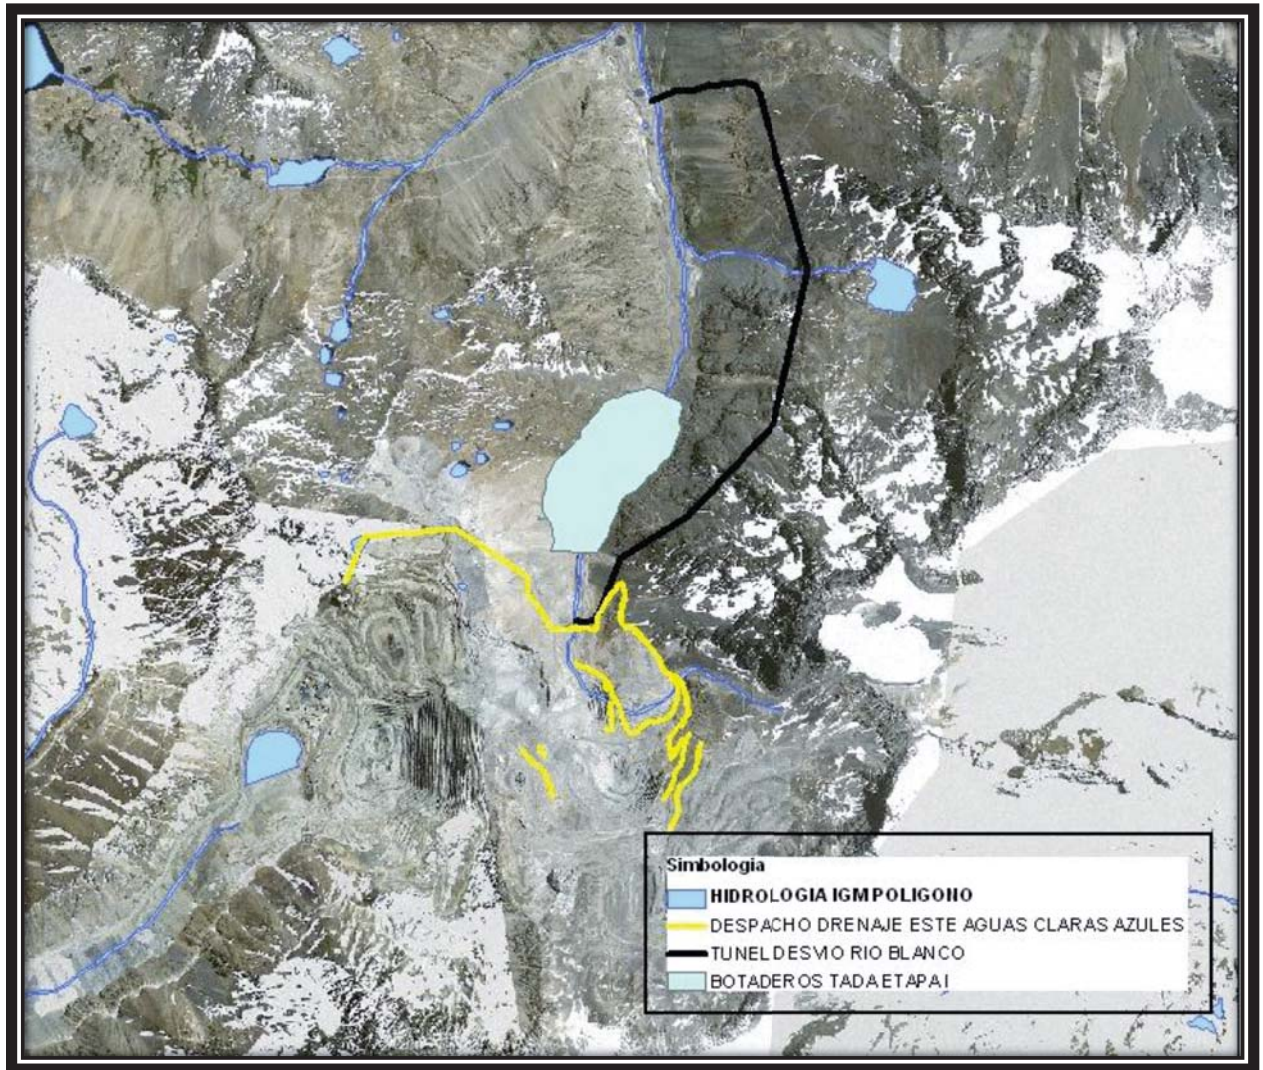 Simbologia
HIDROLOGIA IGM POLIGONO
DESPACHO DRENAJE ESTE AGUAS CLARAS AZULES
TUNEL DESVIO RIO BLANCO
BOTADEROS TADA ETAPA I